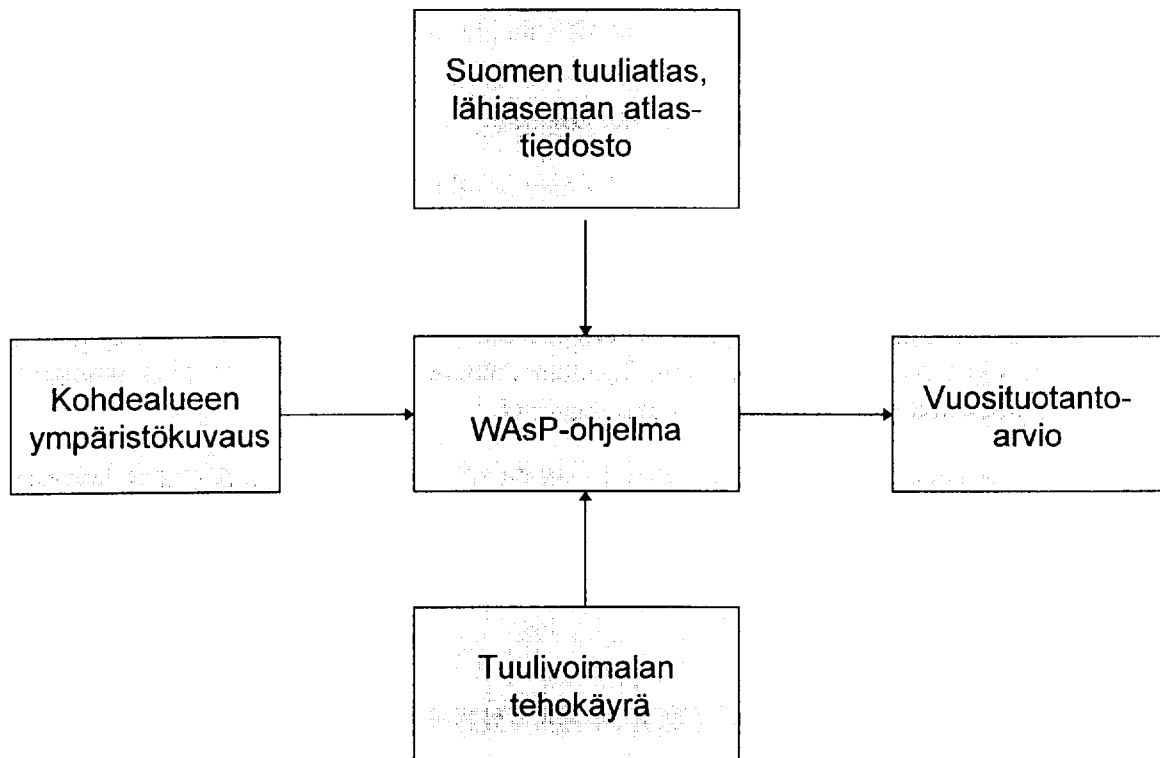 Suomen tuuliatlas,
lähiaseman atlas-
tiedosto
Kohdealueen
ympäristökuvaus
WAsP-ohjelma
Vuosituotanto-
arvio
Tuulivoimalan
tehokäyrä